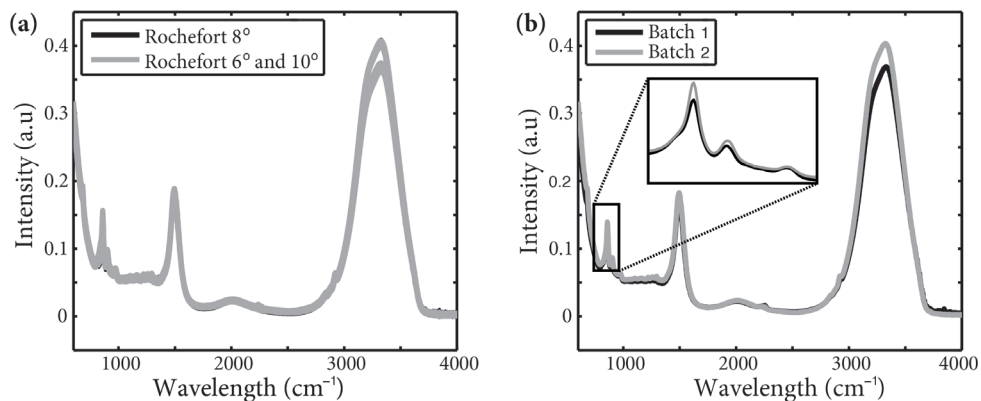 (a)
Rochefort 8°
Rochefort 6° and 10°
Intensity (a.u)
0.4
0.3
0.2
0.1
0
1000 2000 3000 4000
Wavelength (cm⁻¹)
(b)
Batch 1
Batch 2
Intensity (a.u)
0.4
0.3
0.2
0.1
0
1000 2000 3000 4000
Wavelength (cm⁻¹)